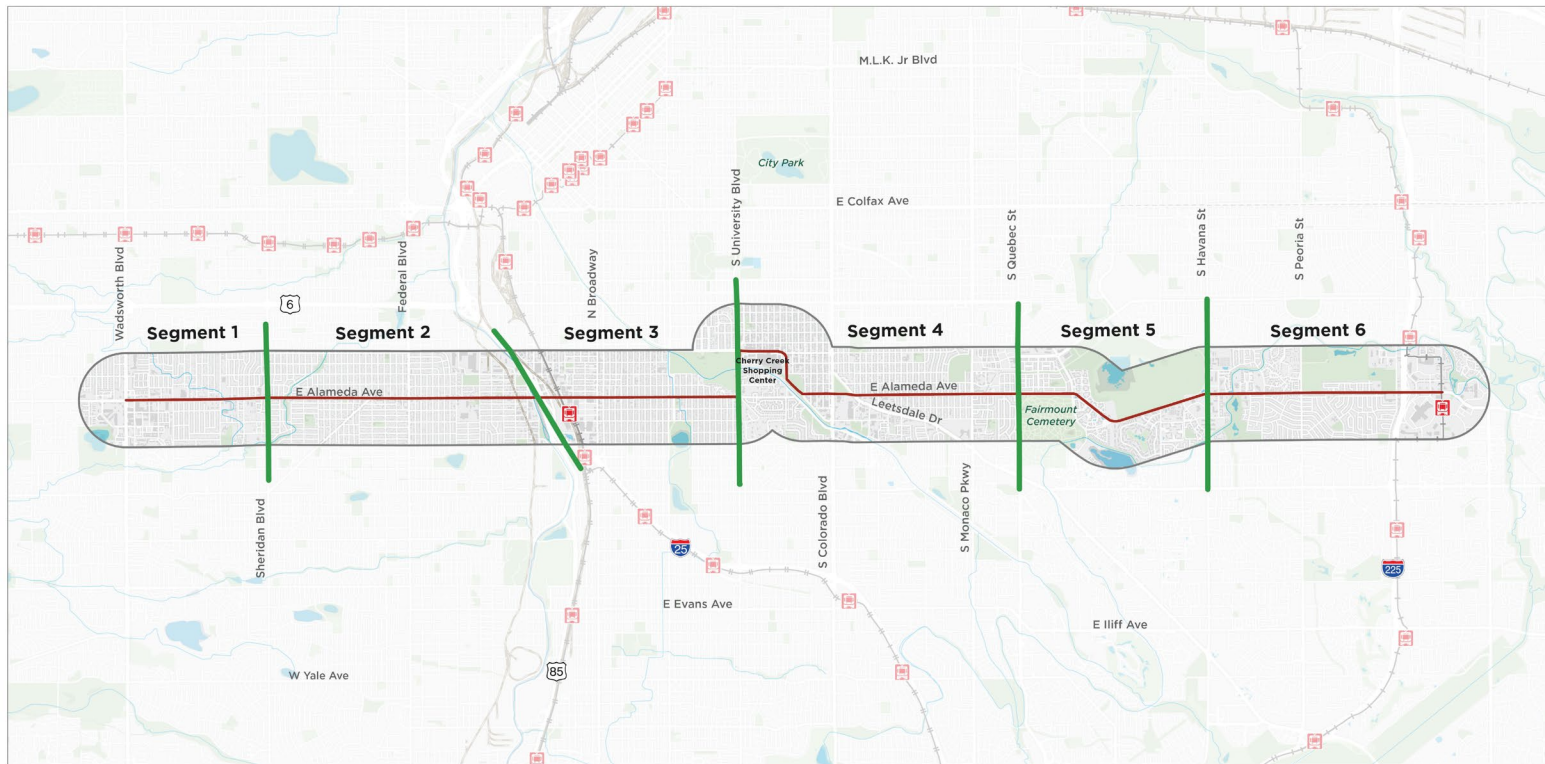 M.L.K. Jr Blvd
City Park
E Colfax Ave
S University Blvd
S Quebec St
S Havana St
S Peoria St
Wadsworth Blvd
Federal Blvd
N Broadway
6
Segment 1
Segment 2
Segment 3
Segment 4
Segment 5
Segment 6
Cherry Creek
Shopping
Center
E Alameda Ave
E Alameda Ave
Leetsdale Dr
Fairmount
Cemetery
Sheridan Blvd
S Colorado Blvd
S Monaco Pkwy
25
225
E Evans Ave
E Iliff Ave
W Yale Ave
85